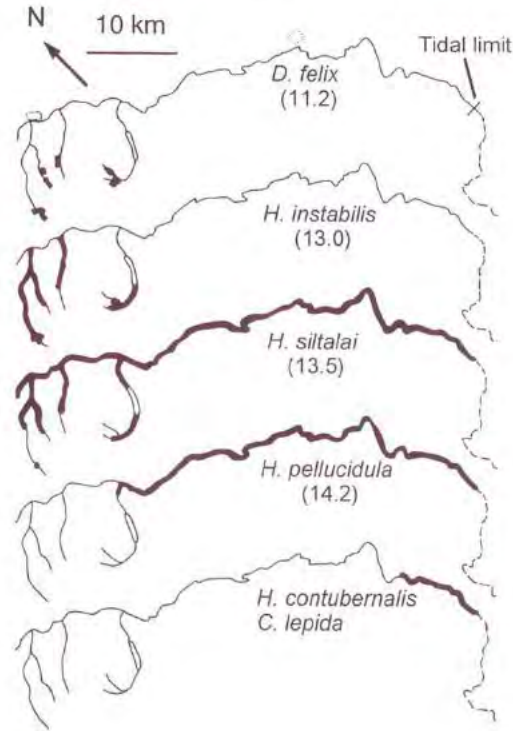 N
10 km
Tidal limit
D. felix
(11.2)
H. instabilis
(13.0)
H. siltalai
(13.5)
H. pellucidula
(14.2)
H. contubernalis
C. lepida